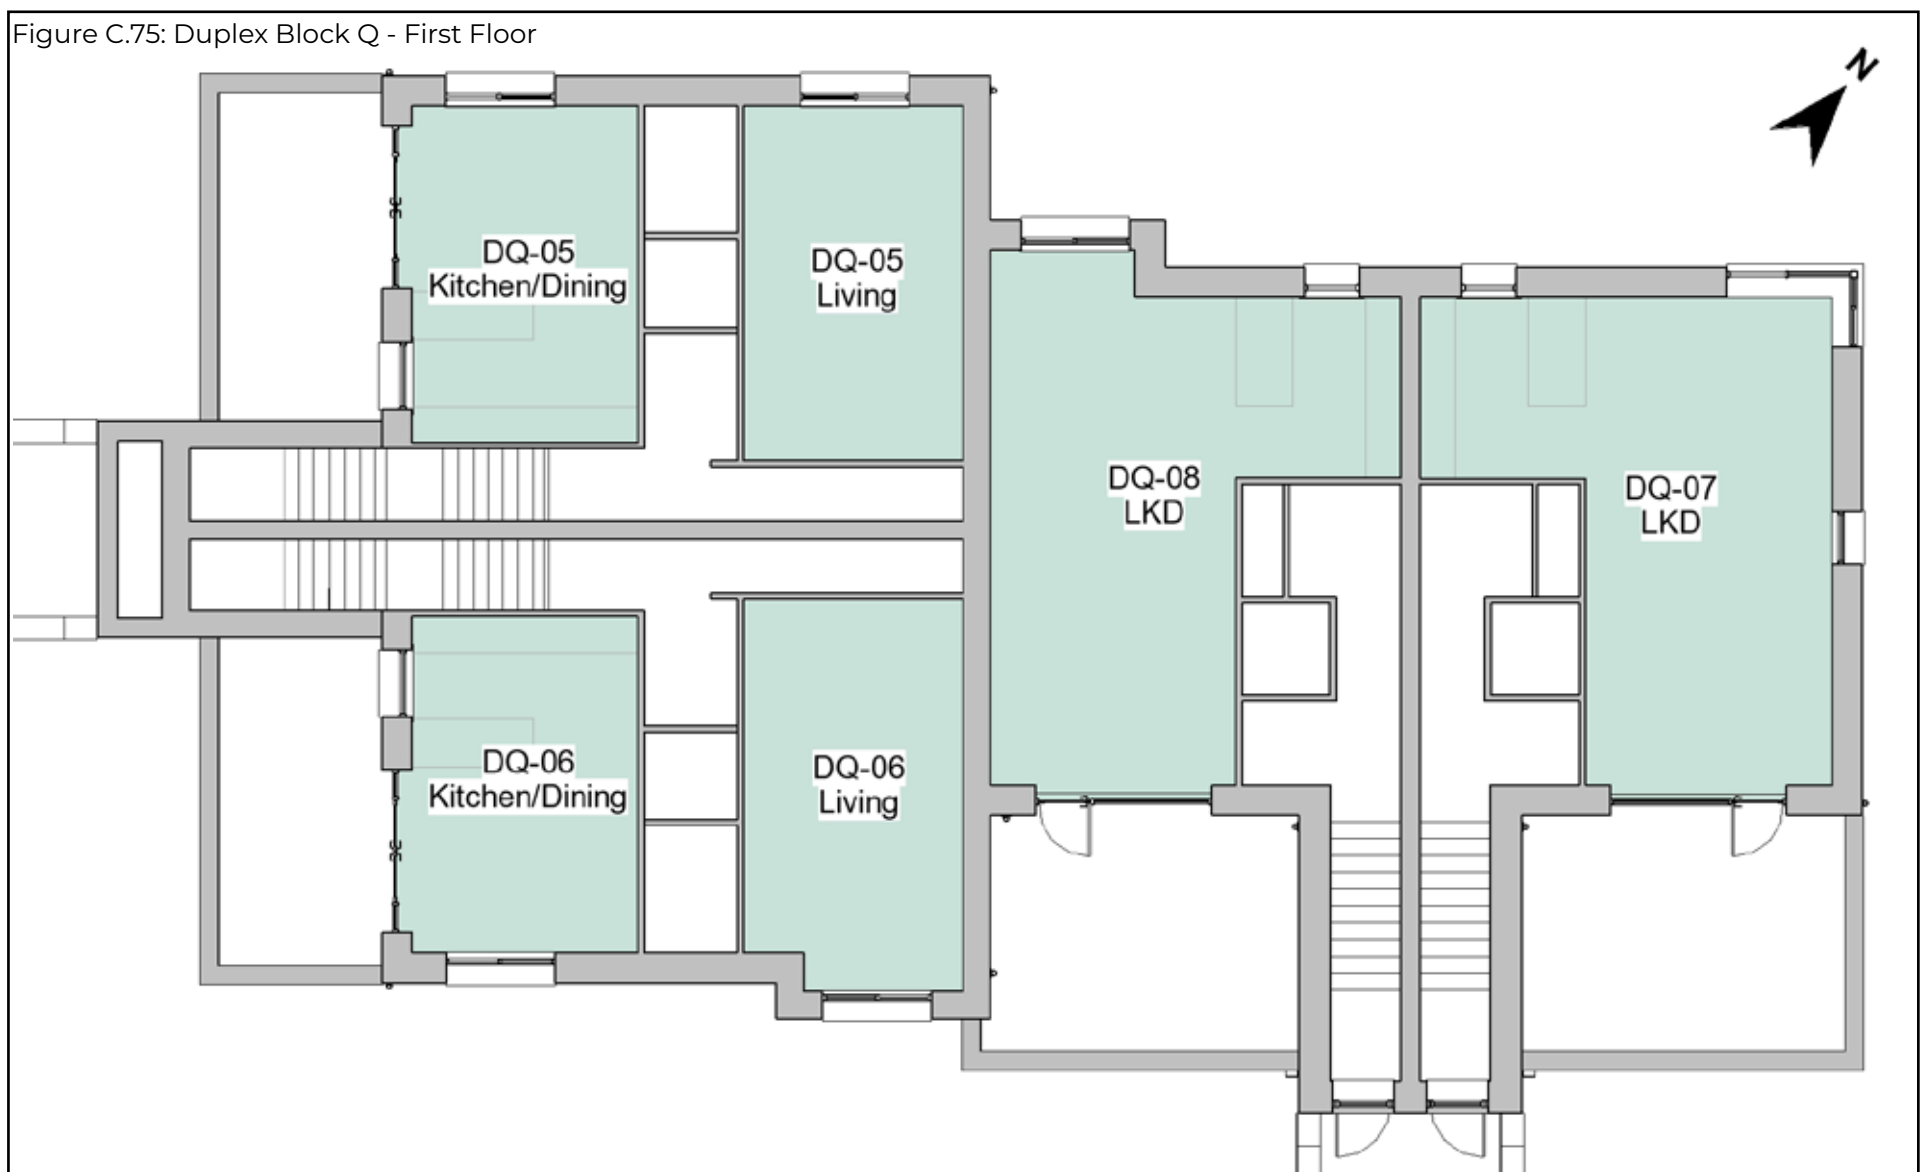 Figure C.75: Duplex Block Q - First Floor
N
DQ-05
Kitchen/Dining
DQ-05
Living
DQ-08
LKD
DQ-07
LKD
DQ-06
Kitchen/Dining
DQ-06
Living